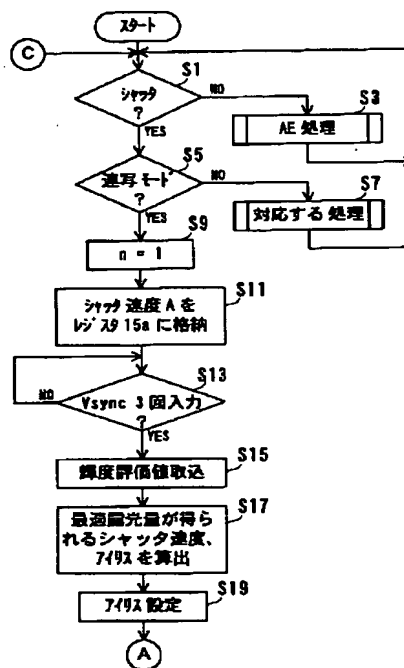 スタート
C
S1
シャッタ
?
NO
YES
S3
AE 処理
S5
連写モード
?
NO
YES
S7
対応する処理
S9
n = 1
S11
シャッタ速度Aを
レジスタ15aに格納
S13
Vsync 3回入力
?
NO
YES
S15
輝度評価値取込
S17
最適露光量が得ら
れるシャッタ速度、
アイリスを算出
S19
アイリス設定
A